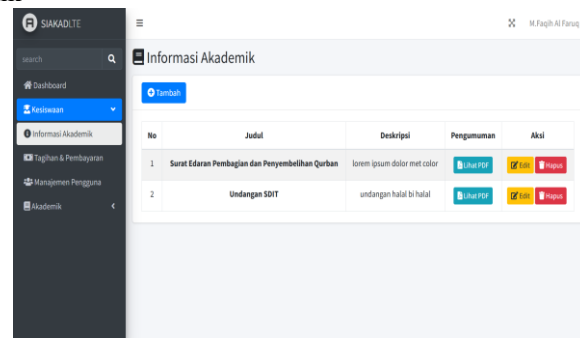 SIAKADLTE
M.Faqih Al Faruq
search
Informasi Akademik
Dashboard
Tambah
Kesiswaan
Informasi Akademik
No Judul Deskripsi Pengumuman Aksi
Tagihan & Pembayaran
1 Surat Edaran Pembagian dan Penyembelihan Qurban lorem ipsum dolor met color Lihat PDF Edit Hapus
Manajemen Pengguna
2 Undangan SDIT undangan halal bi halal Lihat PDF Edit Hapus
Akademik